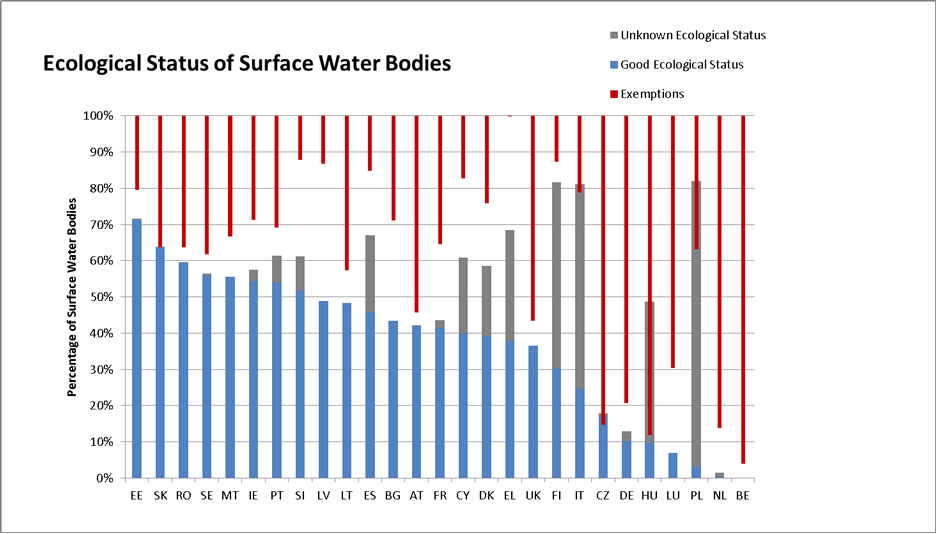 Unknown Ecological Status
Ecological Status of Surface Water Bodies
Good Ecological Status
Exemptions
Percentage of Surface Water Bodies
100%
90%
80%
70%
60%
50%
40%
30%
20%
10%
0%
EE SK RO SE MT IE PT SI LV LT ES BG AT FR CY DK EL UK FI IT CZ DE HU LU PL NL BE